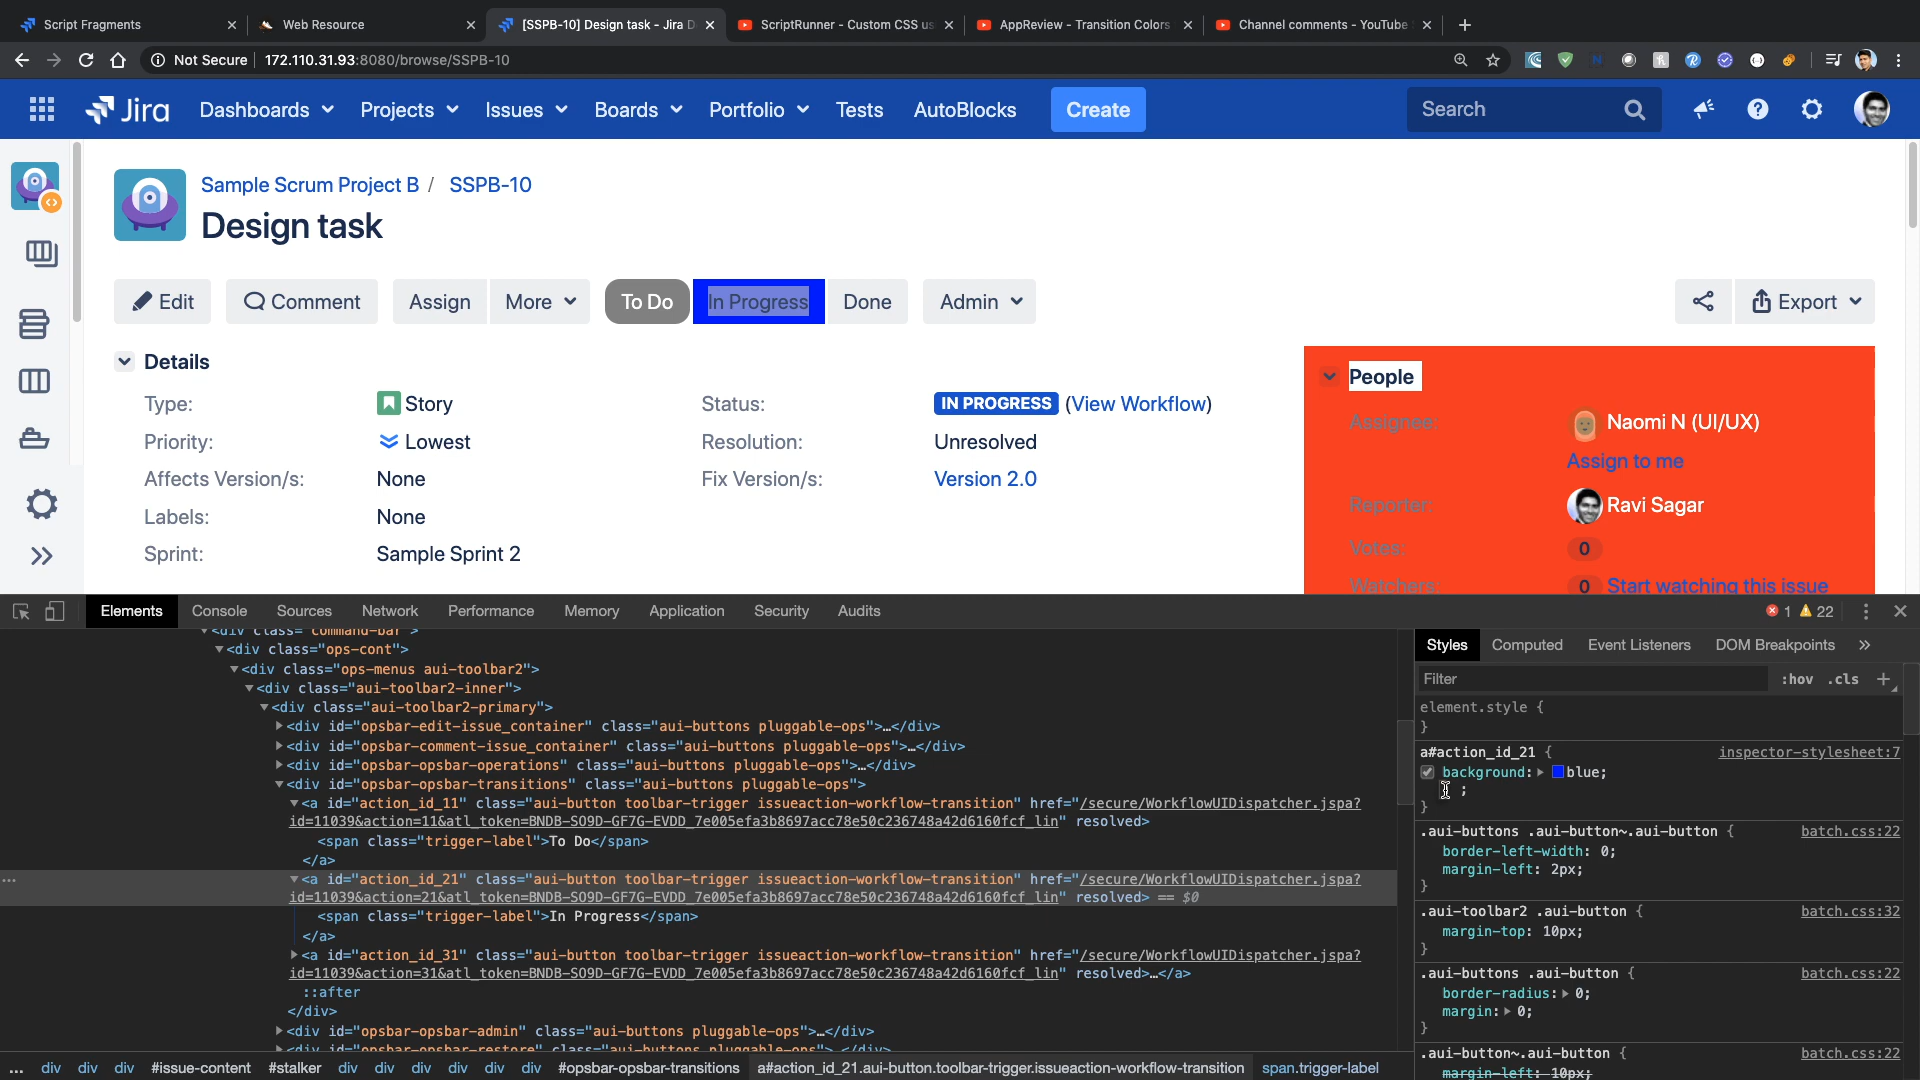 Script Fragments
Web Resource
[SSPB-10] Design task - Jira D
ScriptRunner - Custom CSS us
AppReview - Transition Colors
Channel comments - YouTube
Not Secure 172.110.31.93:8080/browse/SSPB-10
Jira Dashboards Projects Issues Boards Portfolio Tests AutoBlocks Create Search
Sample Scrum Project B / SSPB-10
Design task
Edit Comment Assign More To Do In Progress Done Admin Export
Details
Type: Story Status: IN PROGRESS (View Workflow)
Priority: Lowest Resolution: Unresolved
Affects Version/s: None Fix Version/s: Version 2.0
Labels: None
Sprint: Sample Sprint 2
People
Assignee: Naomi N (UI/UX)
Assign to me
Reporter: Ravi Sagar
Votes: 0
Watchers: 0 Start watching this issue
Elements Console Sources Network Performance Memory Application Security Audits 1 22
<div class="command-bar">
<div class="ops-cont">
<div class="ops-menus aui-toolbar2">
<div class="aui-toolbar2-inner">
<div class="aui-toolbar2-primary">
<div id="opsbar-edit-issue_container" class="aui-buttons pluggable-ops">…</div>
<div id="opsbar-comment-issue_container" class="aui-buttons pluggable-ops">…</div>
<div id="opsbar-opsbar-operations" class="aui-buttons pluggable-ops">…</div>
<div id="opsbar-opsbar-transitions" class="aui-buttons pluggable-ops">
<a id="action_id_11" class="aui-button toolbar-trigger issueaction-workflow-transition" href="/secure/WorkflowUIDispatcher.jspa?
id=11039&action=11&atl_token=BNDB-SO9D-GF7G-EVDD_7e005efa3b8697acc78e50c236748a42d6160fcf_lin" resolved>
<span class="trigger-label">To Do</span>
</a>
<a id="action_id_21" class="aui-button toolbar-trigger issueaction-workflow-transition" href="/secure/WorkflowUIDispatcher.jspa?
id=11039&action=21&atl_token=BNDB-SO9D-GF7G-EVDD_7e005efa3b8697acc78e50c236748a42d6160fcf_lin" resolved> == $0
<span class="trigger-label">In Progress</span>
</a>
<a id="action_id_31" class="aui-button toolbar-trigger issueaction-workflow-transition" href="/secure/WorkflowUIDispatcher.jspa?
id=11039&action=31&atl_token=BNDB-SO9D-GF7G-EVDD_7e005efa3b8697acc78e50c236748a42d6160fcf_lin" resolved>…</a>
::after
</div>
<div id="opsbar-opsbar-admin" class="aui-buttons pluggable-ops">…</div>
<div id="opsbar-opsbar-restore" class="aui-buttons pluggable-ops"> </div>
... div div div #issue-content #stalker div div div div div div #opsbar-opsbar-transitions a#action_id_21.aui-button.toolbar-trigger.issueaction-workflow-transition span.trigger-label
Styles Computed Event Listeners DOM Breakpoints »
Filter :hov .cls +
element.style {
}
a#action_id_21 { inspector-stylesheet:7
background: blue;
;
}
.aui-buttons .aui-button~.aui-button { batch.css:22
border-left-width: 0;
margin-left: 2px;
}
.aui-toolbar2 .aui-button { batch.css:32
margin-top: 10px;
}
.aui-buttons .aui-button { batch.css:22
border-radius: 0;
margin: 0;
}
.aui-button~.aui-button { batch.css:22
margin-left: 10px;